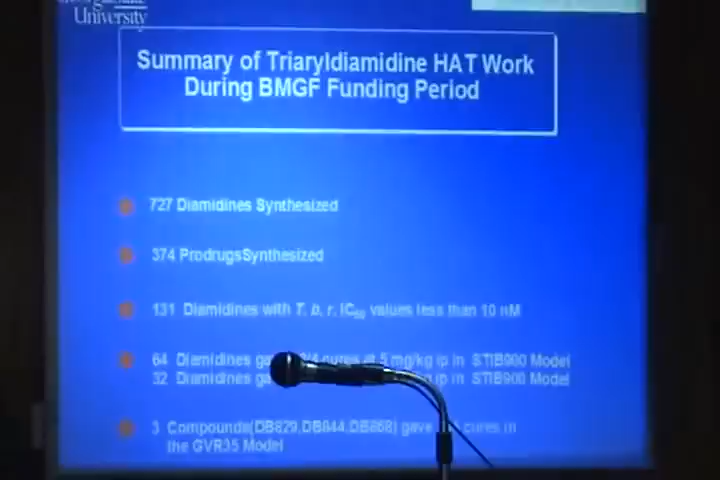 University
Summary of Triaryldiamidine HAT Work
During BMGF Funding Period
727 Diamidines Synthesized
374 ProdrugsSynthesized
131 Diamidines with T. b. r. IC50 values less than 10 nM
64 Diamidines cures at 5 mg/kg ip in STIB900 Model
32 Diamidines ip in STIB900 Model
3 Compounds(DB829,DB844,DB868) gave cures in
the GVR35 Model